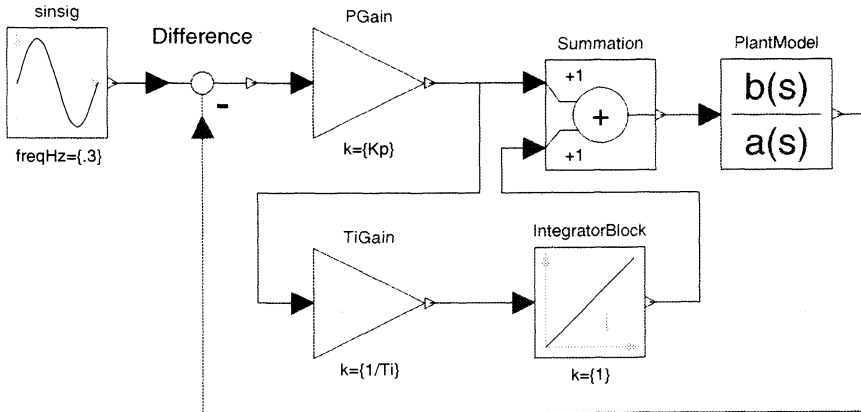 sinsig
Difference
PGain
Summation
PlantModel
+1
+
+1
b(s)
a(s)
-
freqHz={.3}
k={Kp}
TiGain
IntegratorBlock
k={1/Ti}
k={1}